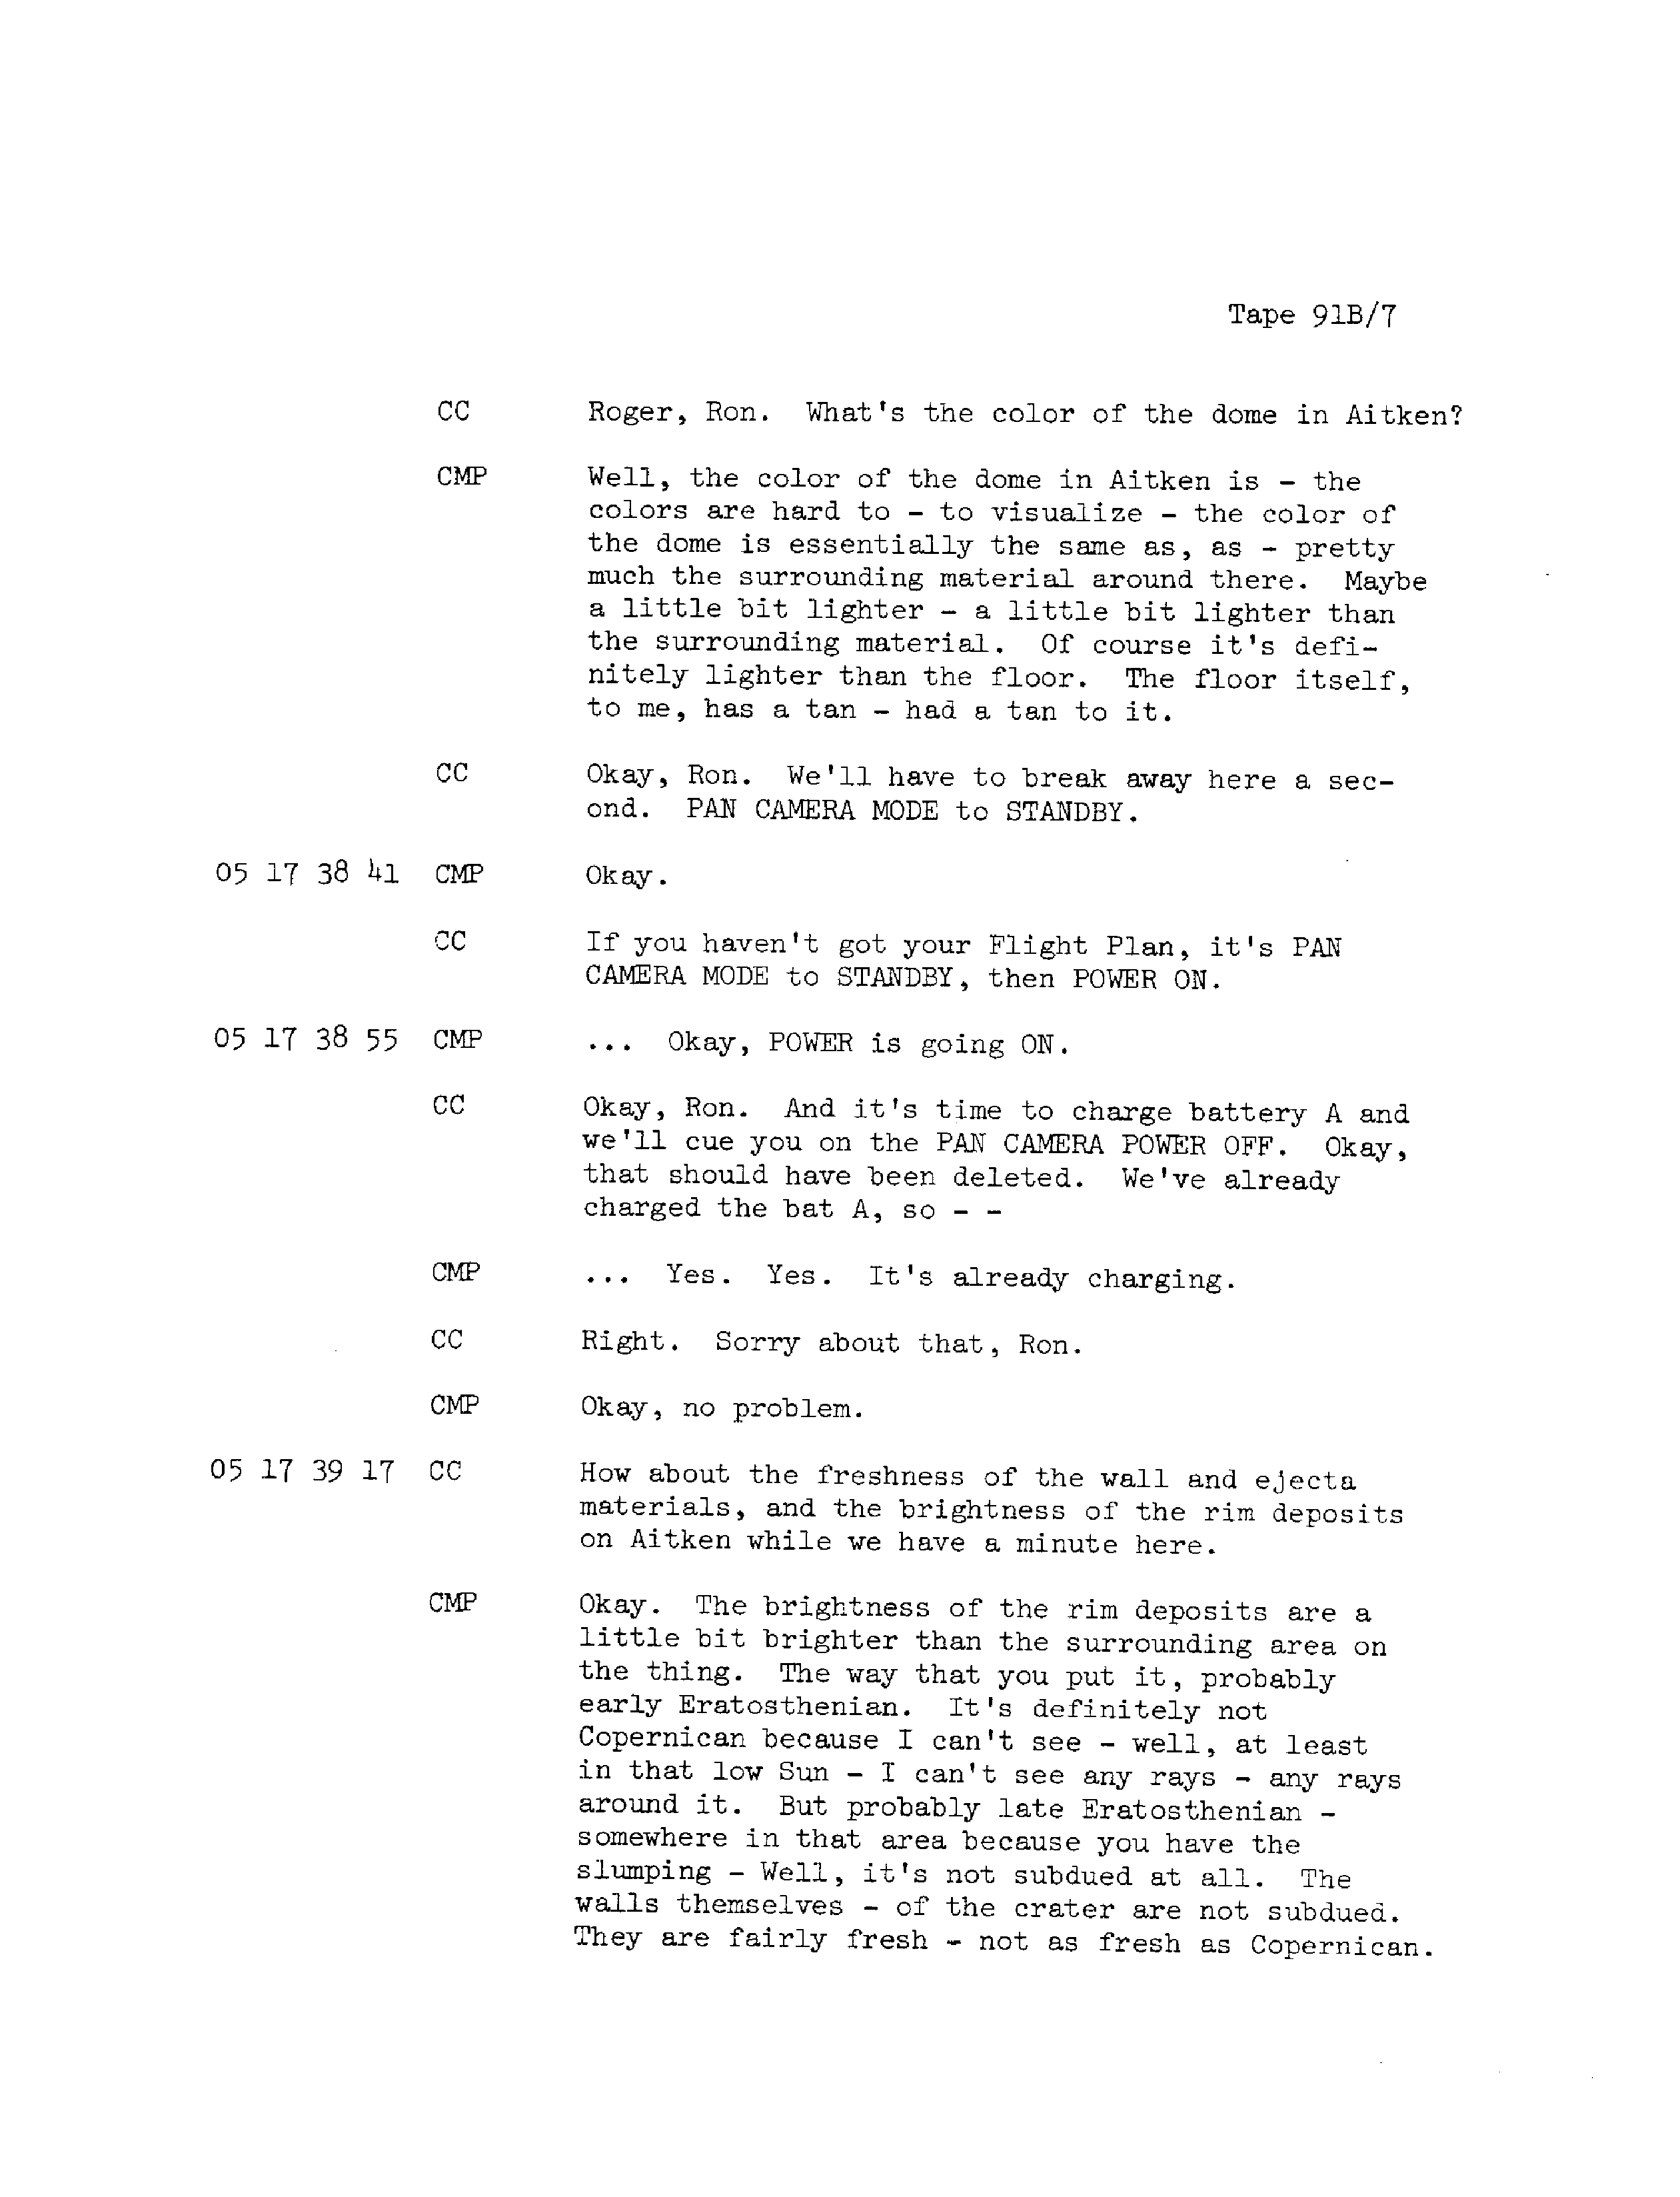 Tape 91B/7
CC Roger, Ron. What's the color of the dome in Aitken?
CMP Well, the color of the dome in Aitken is - the
colors are hard to - to visualize - the color of
the dome is essentially the same as, as - pretty
much the surrounding material around there. Maybe
a little bit lighter - a little bit lighter than
the surrounding material. Of course it's defi-
nitely lighter than the floor. The floor itself,
to me, has a tan - had a tan to it.
CC Okay, Ron. We'll have to break away here a sec-
ond. PAN CAMERA MODE to STANDBY.
05 17 38 41 CMP Okay.
CC If you haven't got your Flight Plan, it's PAN
CAMERA MODE to STANDBY, then POWER ON.
05 17 38 55 CMP ... Okay, POWER is going ON.
CC Okay, Ron. And it's time to charge battery A and
we'll cue you on the PAN CAMERA POWER OFF. Okay,
that should have been deleted. We've already
charged the bat A, so - -
CMP ... Yes. Yes. It's already charging.
CC Right. Sorry about that, Ron.
CMP Okay, no problem.
05 17 39 17 CC How about the freshness of the wall and ejecta
materials, and the brightness of the rim deposits
on Aitken while we have a minute here.
CMP Okay. The brightness of the rim deposits are a
little bit brighter than the surrounding area on
the thing. The way that you put it, probably
early Eratosthenian. It's definitely not
Copernican because I can't see - well, at least
in that low Sun - I can't see any rays - any rays
around it. But probably late Eratosthenian -
somewhere in that area because you have the
slumping - Well, it's not subdued at all. The
walls themselves - of the crater are not subdued.
They are fairly fresh - not as fresh as Copernican.